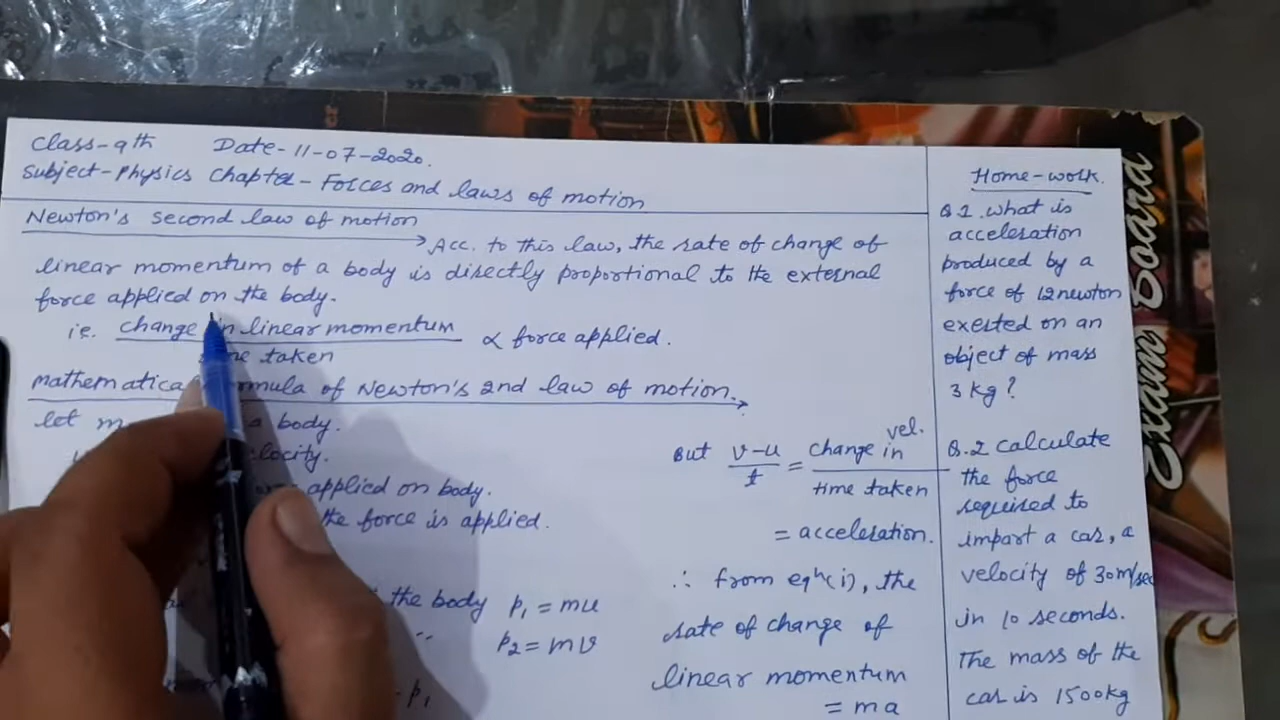 Class-9th Date-11-07-2020.
Subject-Physics Chapter-Forces and laws of motion
Newton's second law of motion
Acc. to this law, the rate of change of
linear momentum of a body is directly proportional to the external
force applied on the body.
i.e. change in linear momentum ∝ force applied.
taken
Newton's 2nd law of motion.
let a body.
applied on body.
the force is applied.
the body p₁ = mu
p₂ = mv
- p₁
But v-u/t = change in vel./time taken
= acceleration.
∴ from eqⁿ(i), the
rate of change of
linear momentum
= ma
Home-work.
Q.1 what is
acceleration
produced by a
force of 12newton
exerted on an
object of mass
3 kg?
Q.2 calculate
the force
required to
impart a car, a
velocity of 30m/sec
in 10 seconds.
The mass of the
car is 1500kg
Exam Board